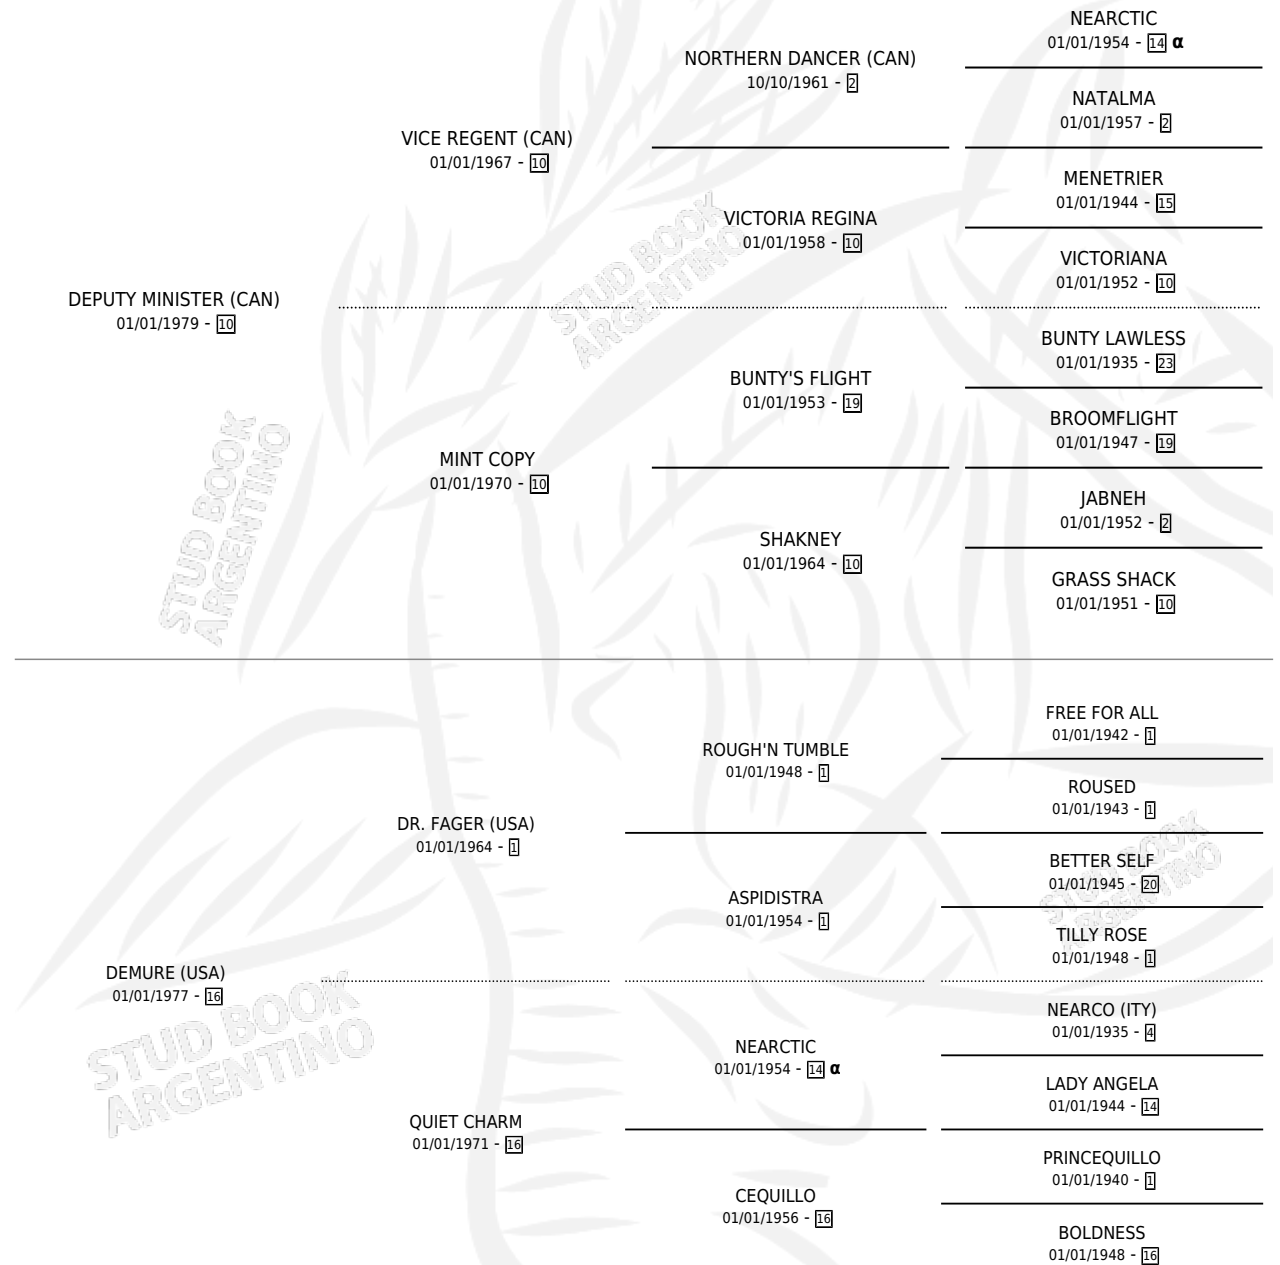 NEARCTIC
01/01/1954 - 14 α
NORTHERN DANCER (CAN)
10/10/1961 - 2
NATALMA
01/01/1957 - 2
VICE REGENT (CAN)
01/01/1967 - 10
MENETRIER
01/01/1944 - 15
VICTORIA REGINA
01/01/1958 - 10
VICTORIANA
01/01/1952 - 10
DEPUTY MINISTER (CAN)
01/01/1979 - 10
BUNTY LAWLESS
01/01/1935 - 23
BUNTY'S FLIGHT
01/01/1953 - 19
BROOMFLIGHT
01/01/1947 - 19
MINT COPY
01/01/1970 - 10
JABNEH
01/01/1952 - 2
SHAKNEY
01/01/1964 - 10
GRASS SHACK
01/01/1951 - 10
FREE FOR ALL
01/01/1942 - 1
ROUGH'N TUMBLE
01/01/1948 - 1
ROUSED
01/01/1943 - 1
DR. FAGER (USA)
01/01/1964 - 1
BETTER SELF
01/01/1945 - 20
ASPIDISTRA
01/01/1954 - 1
TILLY ROSE
01/01/1948 - 1
DEMURE (USA)
01/01/1977 - 16
NEARCO (ITY)
01/01/1935 - 4
NEARCTIC
01/01/1954 - 14 α
LADY ANGELA
01/01/1944 - 14
QUIET CHARM
01/01/1971 - 16
PRINCEQUILLO
01/01/1940 - 1
CEQUILLO
01/01/1956 - 16
BOLDNESS
01/01/1948 - 16
STUD BOOK
ARGENTINO
STUD BOOK
ARGENTINO
STUD BOOK
ARGENTINO
STUD BOOK
ARGENTINO